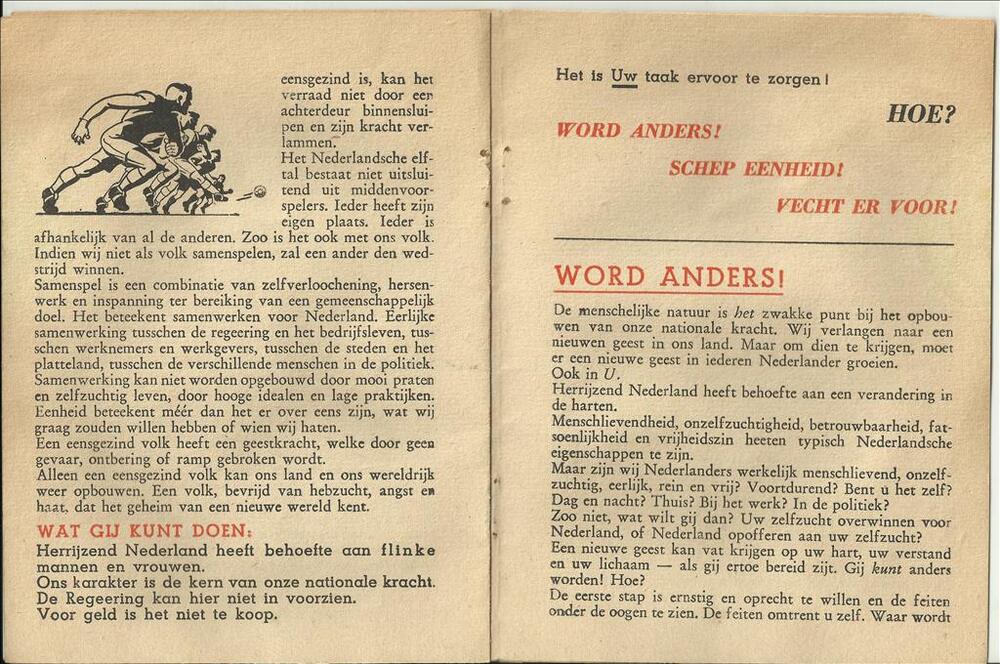 eensgezind is, kan het
verraad niet door een
achterdeur binnenslui-
pen en zijn kracht ver-
lammen.
Het Nederlandsche elf-
tal bestaat niet uitslui-
tend uit middenvoor-
spelers. Ieder heeft zijn
eigen plaats. Ieder is
afhankelijk van al de anderen. Zoo is het ook met ons volk.
Indien wij niet als volk samenspelen, zal een ander den wed-
strijd winnen.
Samenspel is een combinatie van zelfverloochening, hersen-
werk en inspanning ter bereiking van een gemeenschappelijk
doel. Het beteekent samenwerken voor Nederland. Eerlijke
samenwerking tusschen de regeering en het bedrijfsleven, tus-
schen werknemers en werkgevers, tusschen de steden en het
platteland, tusschen de verschillende menschen in de politiek.
Samenwerking kan niet worden opgebouwd door mooi praten
en zelfzuchtig leven, door hooge idealen en lage praktijken.
Eenheid beteekent méér dan het er over eens zijn, wat wij
graag zouden willen hebben of wien wij haten.
Een eensgezind volk heeft een geestkracht, welke door geen
gevaar, ontbering of ramp gebroken wordt.
Alleen een eensgezind volk kan ons land en ons wereldrijk
weer opbouwen. Een volk, bevrijd van hebzucht, angst en
haat, dat het geheim van een nieuwe wereld kent.
WAT GIJ KUNT DOEN:
Herrijzend Nederland heeft behoefte aan flinke
mannen en vrouwen.
Ons karakter is de kern van onze nationale kracht.
De Regeering kan hier niet in voorzien.
Voor geld is het niet te koop.
Het is Uw taak ervoor te zorgen!
HOE?
WORD ANDERS!
SCHEP EENHEID!
VECHT ER VOOR!
WORD ANDERS!
De menschelijke natuur is het zwakke punt bij het opbou-
wen van onze nationale kracht. Wij verlangen naar een
nieuwen geest in ons land. Maar om dien te krijgen, moet
er een nieuwe geest in iederen Nederlander groeien.
Ook in U.
Herrijzend Nederland heeft behoefte aan een verandering in
de harten.
Menschlievendheid, onzelfzuchtigheid, betrouwbaarheid, fat-
soenlijkheid en vrijheidszin heeten typisch Nederlandsche
eigenschappen te zijn.
Maar zijn wij Nederlanders werkelijk menschlievend, onzelf-
zuchtig, eerlijk, rein en vrij? Voortdurend? Bent u het zelf?
Dag en nacht? Thuis? Bij het werk? In de politiek?
Zoo niet, wat wilt gij dan? Uw zelfzucht overwinnen voor
Nederland, of Nederland opofferen aan uw zelfzucht?
Een nieuwe geest kan vat krijgen op uw hart, uw verstand
en uw lichaam — als gij ertoe bereid zijt. Gij kunt anders
worden! Hoe?
De eerste stap is ernstig en oprecht te willen en de feiten
onder de oogen te zien. De feiten omtrent u zelf. Waar wordt